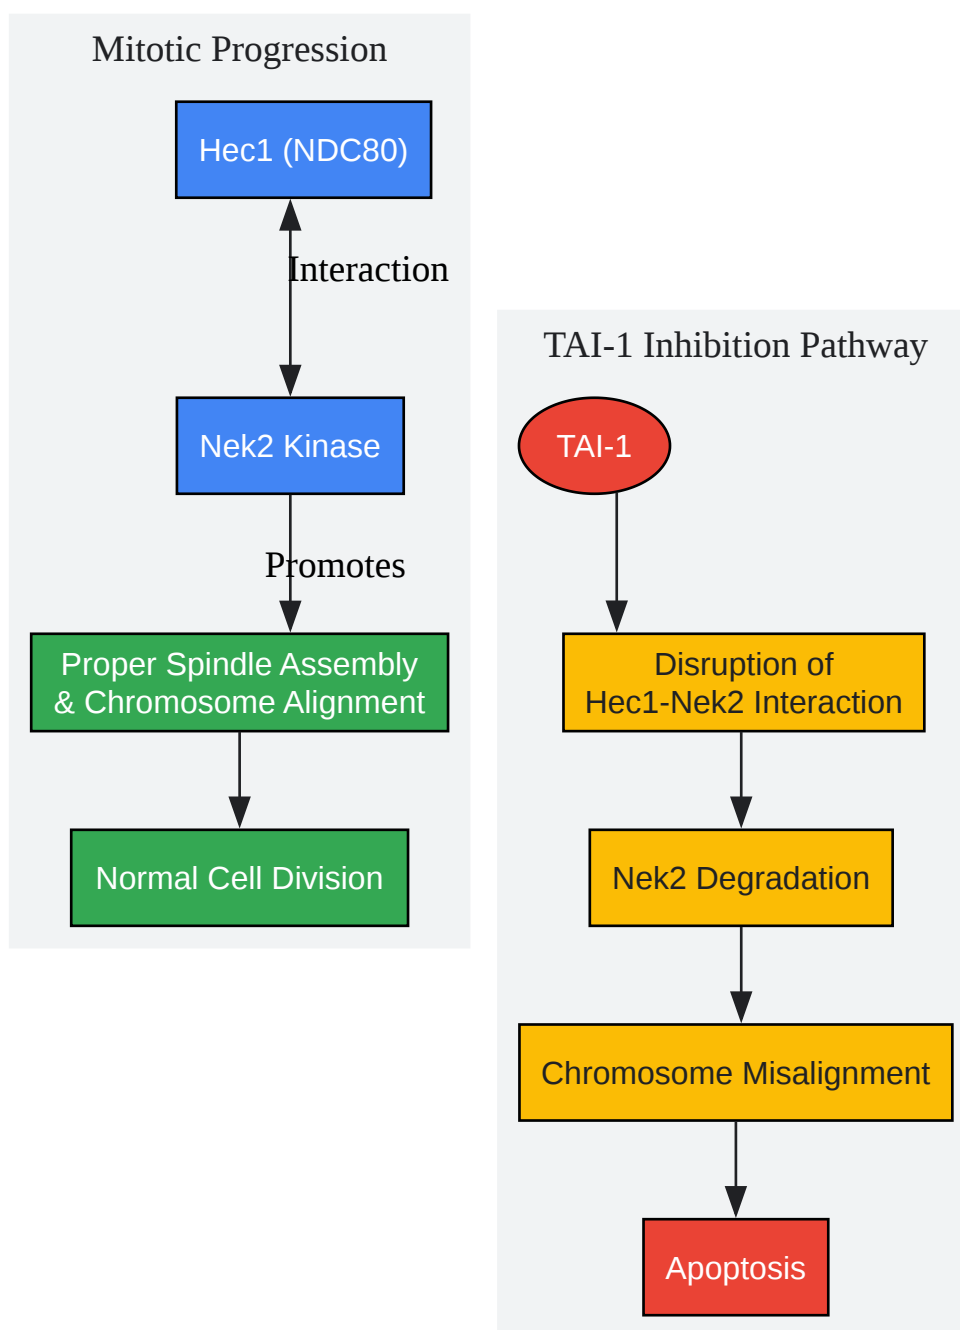 Mitotic Progression
Hec1 (NDC80)
Interaction
Nek2 Kinase
Promotes
Proper Spindle Assembly
& Chromosome Alignment
Normal Cell Division
TAI-1 Inhibition Pathway
TAI-1
Disruption of
Hec1-Nek2 Interaction
Nek2 Degradation
Chromosome Misalignment
Apoptosis